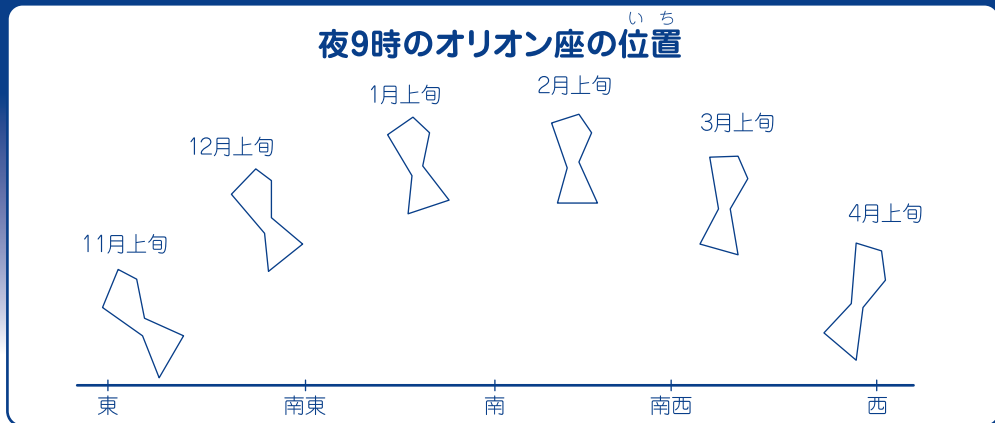 いち
夜9時のオリオン座の位置
2月上旬
1月上旬
3月上旬
12月上旬
4月上旬
11月上旬
東 南東 南 南西 西